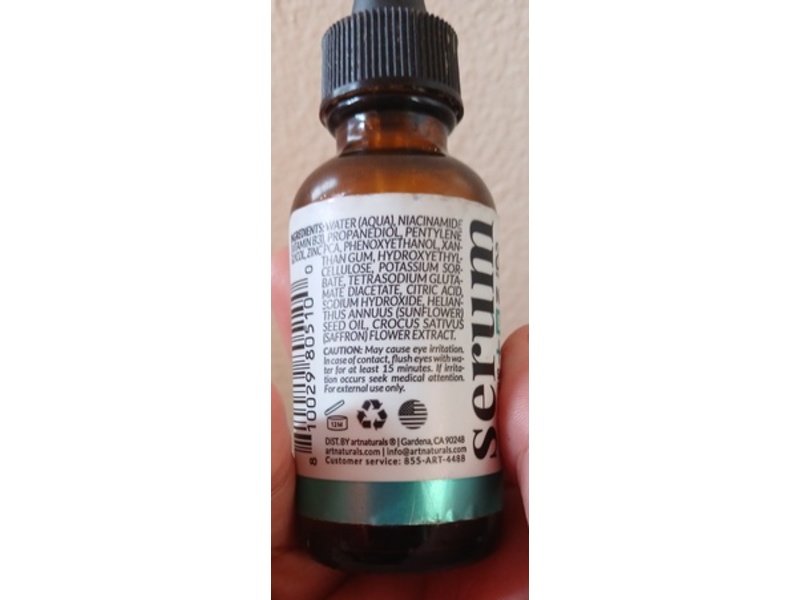 INGREDIENTS: WATER (AQUA), NIACINAMIDE
(VITAMIN B3), PROPANEDIOL, PENTYLENE
GLYCOL, ZINC PCA, PHENOXYETHANOL, XAN-
THAN GUM, HYDROXYETHYL-
CELLULOSE, POTASSIUM SOR-
BATE, TETRASODIUM GLUTA-
MATE DIACETATE, CITRIC ACID,
SODIUM HYDROXIDE, HELIAN-
THUS ANNUUS (SUNFLOWER)
SEED OIL, CROCUS SATIVUS
(SAFFRON) FLOWER EXTRACT.
CAUTION: May cause eye irritation.
In case of contact, flush eyes with wa-
ter for at least 15 minutes. If irrita-
tion occurs seek medical attention.
For external use only.
12M
DIST. BY artnaturals ® | Gardena, CA 90248
artnaturals.com | info@artnaturals.com
Customer service: 855-ART-4488
8 10029 80510 0
serum